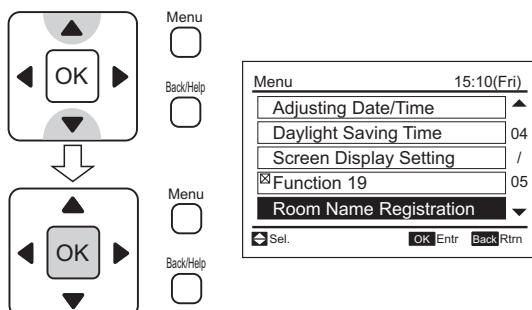 Menu
OK
Back/Help
Menu
OK
Back/Help
Menu 15:10(Fri)
Adjusting Date/Time
Daylight Saving Time 04
Screen Display Setting /
Function 19 05
Room Name Registration
Sel. OK Entr Back Rtrn